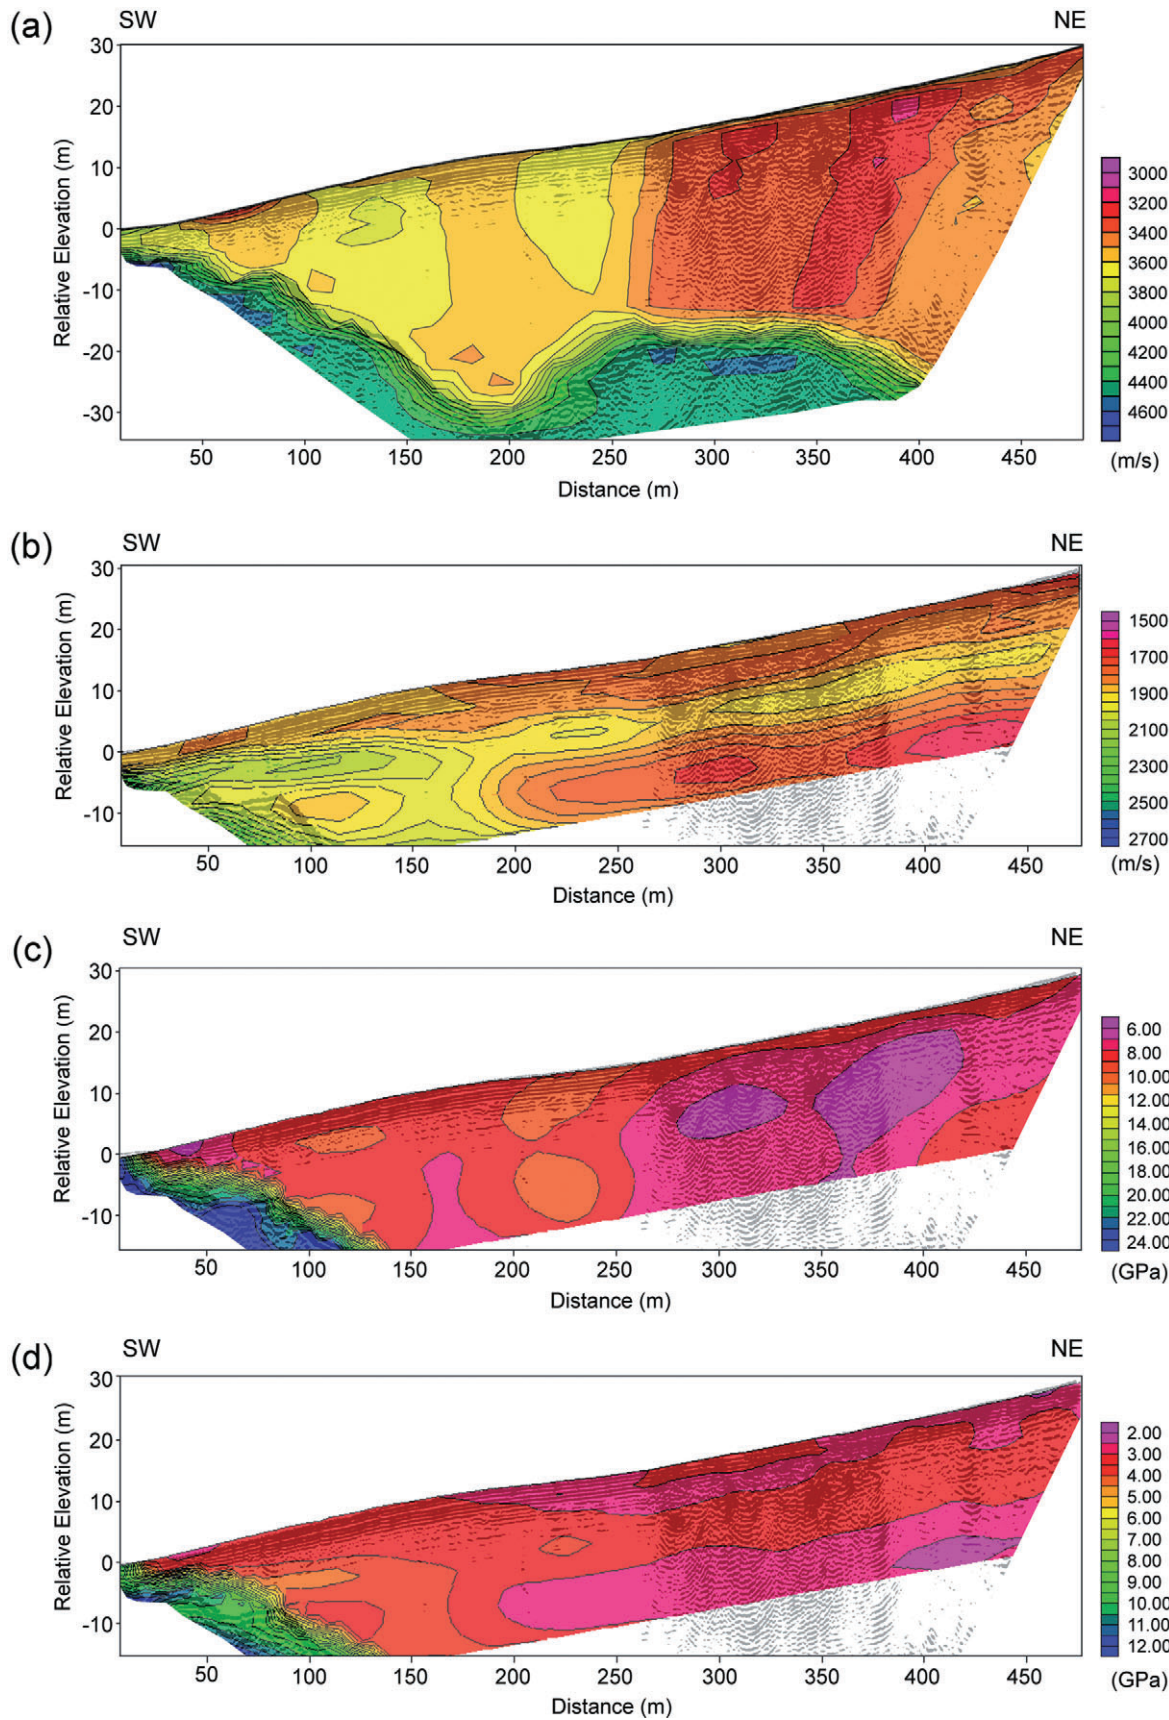 (a)
SW NE
30
20
10
0
-10
-20
-30
Relative Elevation (m)
50 100 150 200 250 300 350 400 450
Distance (m)
3000
3200
3400
3600
3800
4000
4200
4400
4600
(m/s)
(b)
SW NE
30
20
10
0
-10
Relative Elevation (m)
50 100 150 200 250 300 350 400 450
Distance (m)
1500
1700
1900
2100
2300
2500
2700
(m/s)
(c)
SW NE
30
20
10
0
-10
Relative Elevation (m)
50 100 150 200 250 300 350 400 450
Distance (m)
6.00
8.00
10.00
12.00
14.00
16.00
18.00
20.00
22.00
24.00
(GPa)
(d)
SW NE
30
20
10
0
-10
Relative Elevation (m)
50 100 150 200 250 300 350 400 450
Distance (m)
2.00
3.00
4.00
5.00
6.00
7.00
8.00
9.00
10.00
11.00
12.00
(GPa)